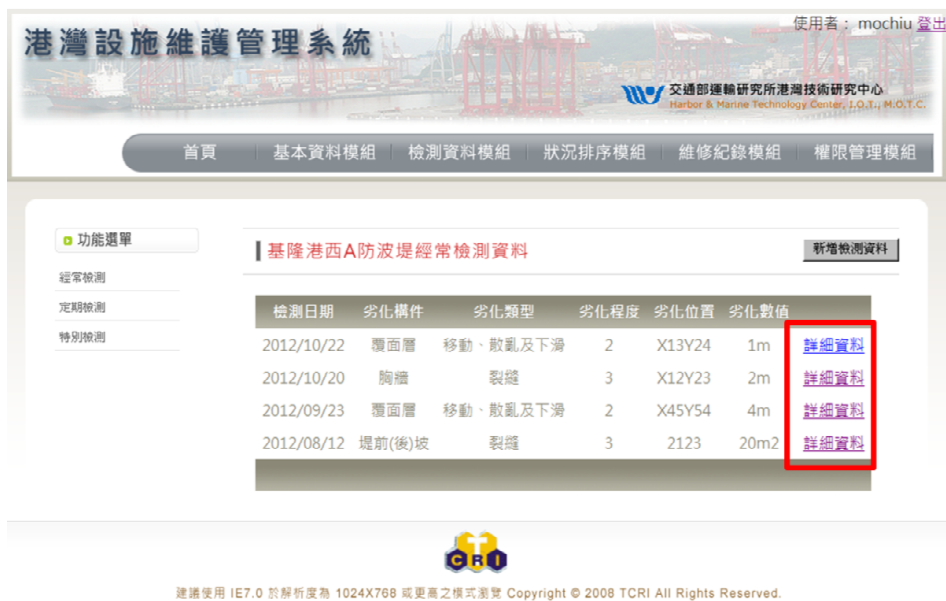 使用者： mochiu 登出
港灣設施維護管理系統
交通部運輸研究所港灣技術研究中心
Harbor & Marine Technology Center, I.O.T., M.O.T.C.
首頁 基本資料模組 檢測資料模組 狀況排序模組 維修紀錄模組 權限管理模組
功能選單
經常檢測
定期檢測
特別檢測
基隆港西A防波堤經常檢測資料 新增檢測資料
檢測日期 劣化構件 劣化類型 劣化程度 劣化位置 劣化數值
2012/10/22 覆面層 移動、散亂及下滑 2 X13Y24 1m 詳細資料
2012/10/20 胸牆 裂縫 3 X12Y23 2m 詳細資料
2012/09/23 覆面層 移動、散亂及下滑 2 X45Y54 4m 詳細資料
2012/08/12 堤前(後)坡 裂縫 3 2123 20m2 詳細資料
T
CRI
建議使用 IE7.0 於解析度為 1024X768 或更高之模式瀏覽 Copyright © 2008 TCRI All Rights Reserved.